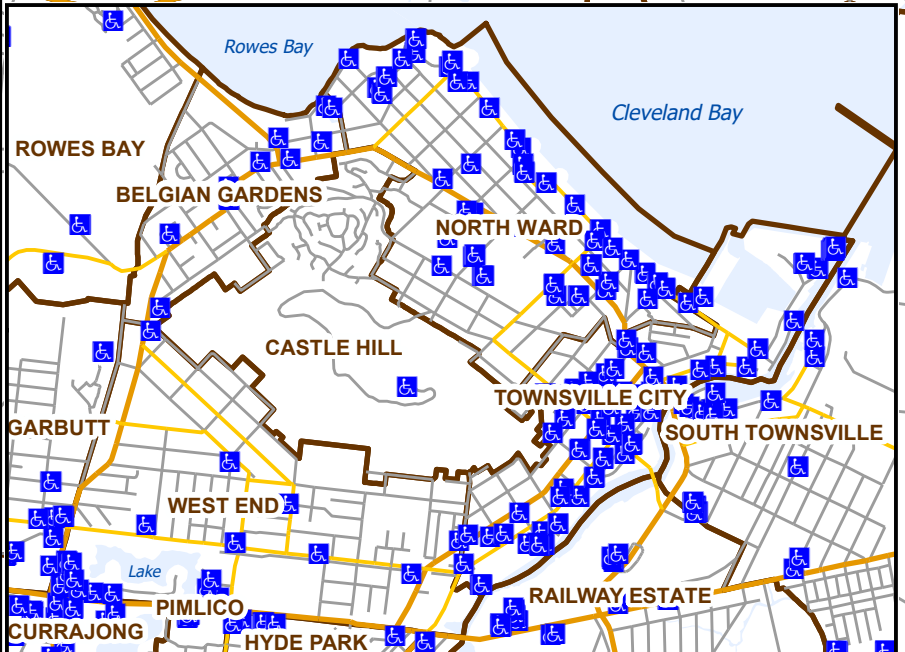 Rowes Bay
Cleveland Bay
ROWES BAY
BELGIAN GARDENS
NORTH WARD
CASTLE HILL
TOWNSVILLE CITY
GARBUTT
SOUTH TOWNSVILLE
WEST END
Lake
RAILWAY ESTATE
PIMLICO
CURRAJONG
HYDE PARK